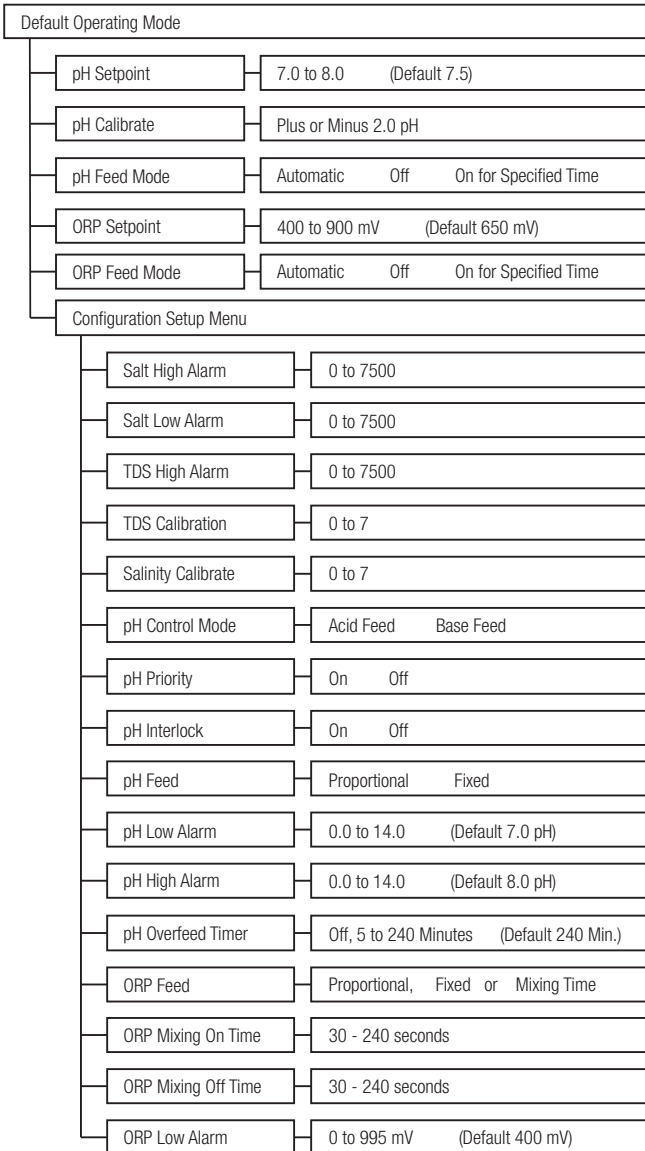 Default Operating Mode
pH Setpoint 7.0 to 8.0 (Default 7.5)
pH Calibrate Plus or Minus 2.0 pH
pH Feed Mode Automatic Off On for Specified Time
ORP Setpoint 400 to 900 mV (Default 650 mV)
ORP Feed Mode Automatic Off On for Specified Time
Configuration Setup Menu
Salt High Alarm 0 to 7500
Salt Low Alarm 0 to 7500
TDS High Alarm 0 to 7500
TDS Calibration 0 to 7
Salinity Calibrate 0 to 7
pH Control Mode Acid Feed Base Feed
pH Priority On Off
pH Interlock On Off
pH Feed Proportional Fixed
pH Low Alarm 0.0 to 14.0 (Default 7.0 pH)
pH High Alarm 0.0 to 14.0 (Default 8.0 pH)
pH Overfeed Timer Off, 5 to 240 Minutes (Default 240 Min.)
ORP Feed Proportional, Fixed or Mixing Time
ORP Mixing On Time 30 - 240 seconds
ORP Mixing Off Time 30 - 240 seconds
ORP Low Alarm 0 to 995 mV (Default 400 mV)